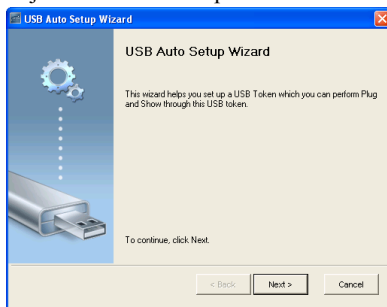 USB Auto Setup Wizard
USB Auto Setup Wizard
This wizard helps you set up a USB Token which you can perform Plug
and Show through this USB token.
To continue, click Next.
< Back Next > Cancel